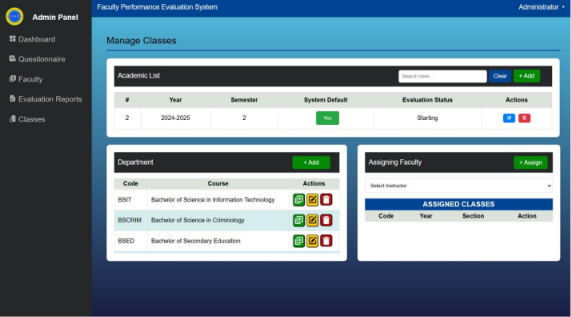 Admin Panel
Dashboard
Questionnaire
Faculty
Evaluation Reports
Classes
Faculty Performance Evaluation System
Administrator
Manage Classes
Academic List
Search here...
Clear
+ Add
# Year Semester System Default Evaluation Status Actions
2 2024-2025 2 Yes Starting
Department
+ Add
Code Course Actions
BSIT Bachelor of Science in Information Technology
BSCRIM Bachelor of Science in Criminology
BSED Bachelor of Secondary Education
Assigning Faculty
+ Assign
Select Instructor
ASSIGNED CLASSES
Code Year Section Action